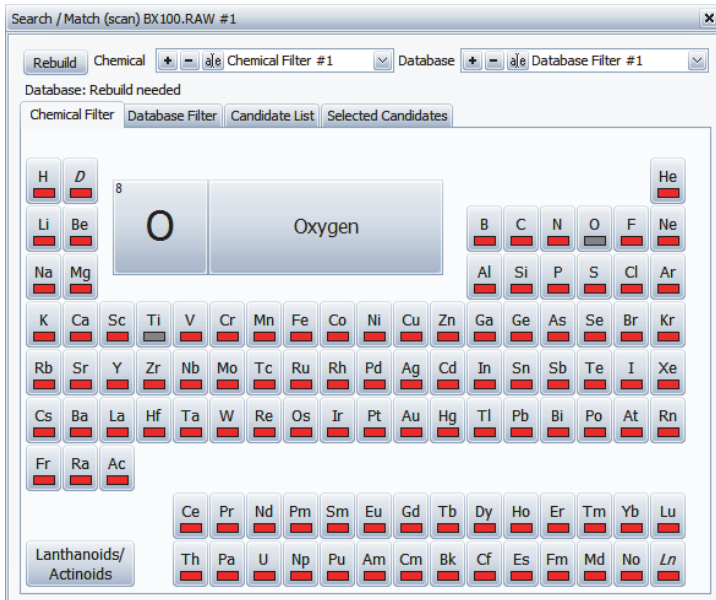 Search / Match (scan) BX100.RAW #1
Rebuild Chemical + - a|e Chemical Filter #1 Database + - a|e Database Filter #1
Database: Rebuild needed
Chemical Filter Database Filter Candidate List Selected Candidates
H D He
8
O Oxygen
Li Be B C N O F Ne
Na Mg Al Si P S Cl Ar
K Ca Sc Ti V Cr Mn Fe Co Ni Cu Zn Ga Ge As Se Br Kr
Rb Sr Y Zr Nb Mo Tc Ru Rh Pd Ag Cd In Sn Sb Te I Xe
Cs Ba La Hf Ta W Re Os Ir Pt Au Hg Tl Pb Bi Po At Rn
Fr Ra Ac
Ce Pr Nd Pm Sm Eu Gd Tb Dy Ho Er Tm Yb Lu
Lanthanoids/
Actinoids
Th Pa U Np Pu Am Cm Bk Cf Es Fm Md No Ln